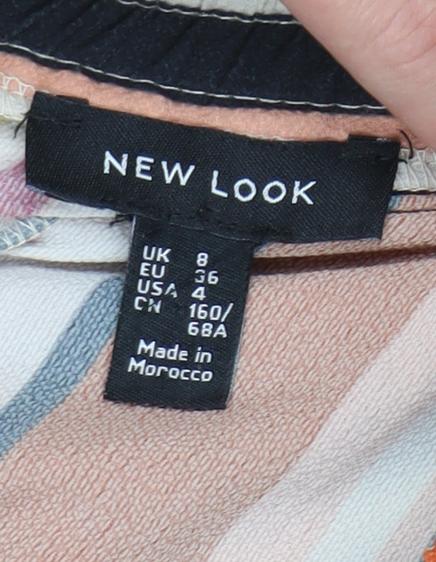 NEW LOOK
UK 8
EU 36
USA 4
CN 160/
68A
Made in
Morocco